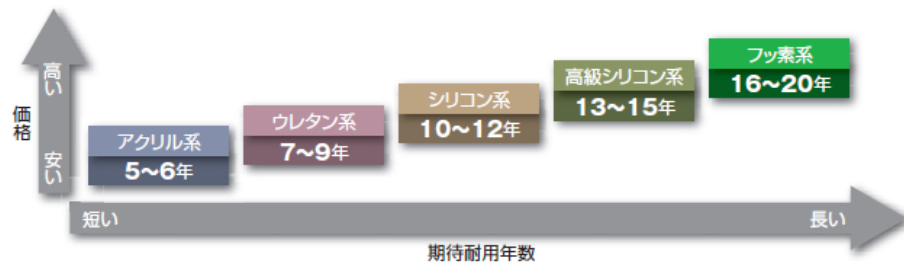 高い
価格
安い
アクリル系
5~6年
ウレタン系
7~9年
シリコン系
10~12年
高級シリコン系
13~15年
フッ素系
16~20年
短い
長い
期待耐用年数